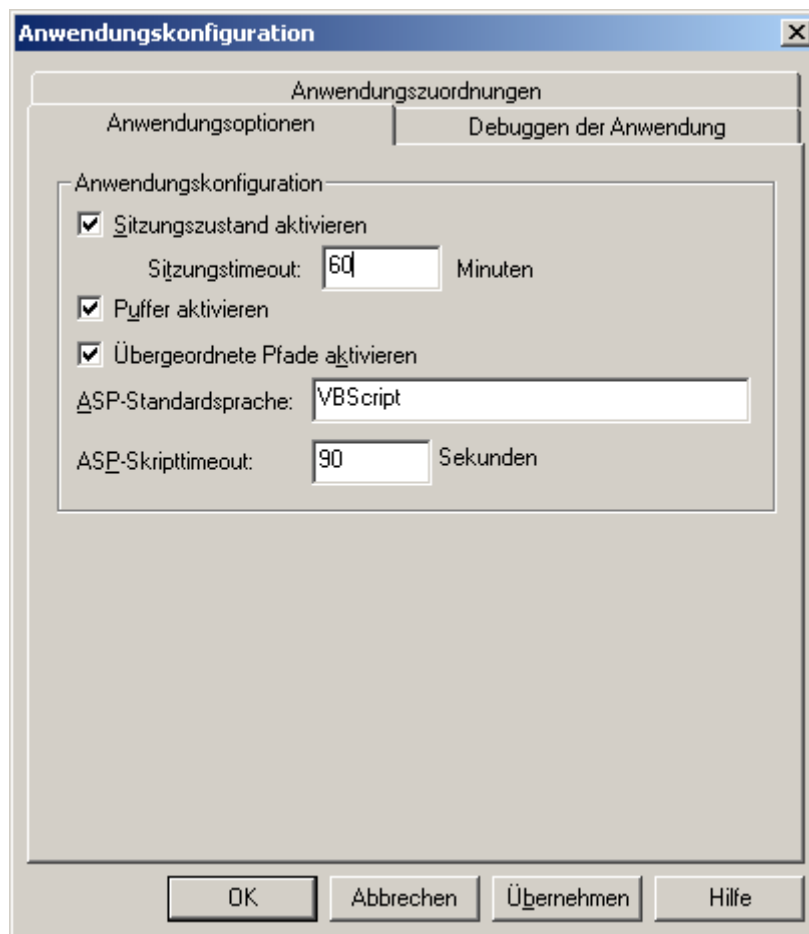 Anwendungskonfiguration
Anwendungszuordnungen
Anwendungsoptionen Debuggen der Anwendung
Anwendungskonfiguration
Sitzungszustand aktivieren
Sitzungstimeout: 60 Minuten
Puffer aktivieren
Übergeordnete Pfade aktivieren
ASP-Standardsprache: VBScript
ASP-Skripttimeout: 90 Sekunden
OK Abbrechen Übernehmen Hilfe